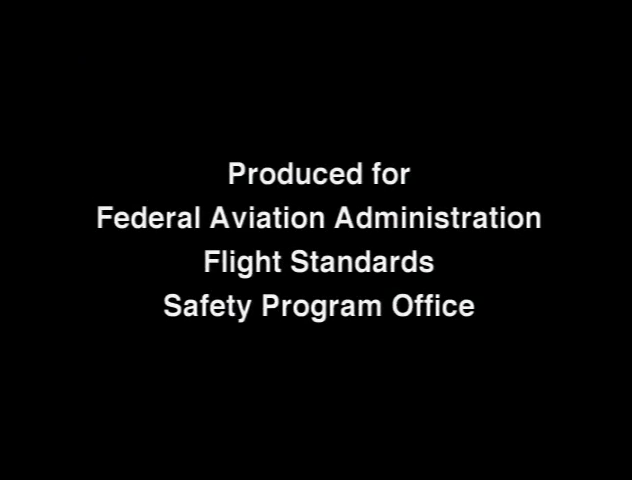 Produced for
Federal Aviation Administration
Flight Standards
Safety Program Office